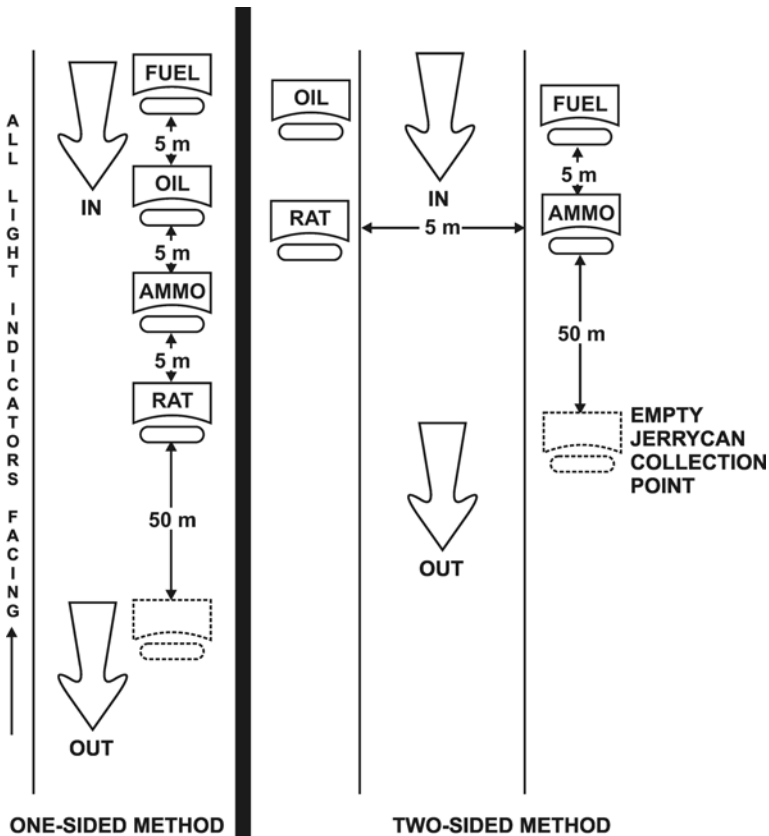 ALL LIGHT INDICATORS FACING
FUEL
5 m
IN
OIL
5 m
AMMO
5 m
RAT
50 m
OUT
ONE-SIDED METHOD
OIL
IN
FUEL
5 m
RAT
5 m
AMMO
50 m
EMPTY
JERRYCAN
COLLECTION
POINT
OUT
TWO-SIDED METHOD